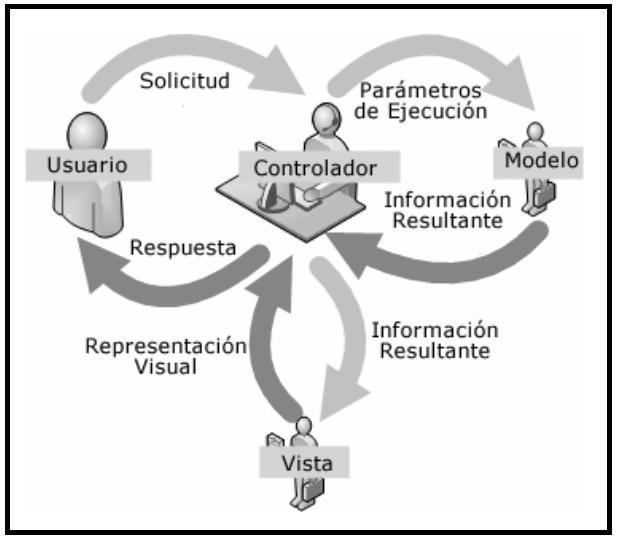 Solicitud
Parámetros
de Ejecución
Usuario
Controlador
Modelo
Información
Resultante
Respuesta
Representación
Visual
Información
Resultante
Vista